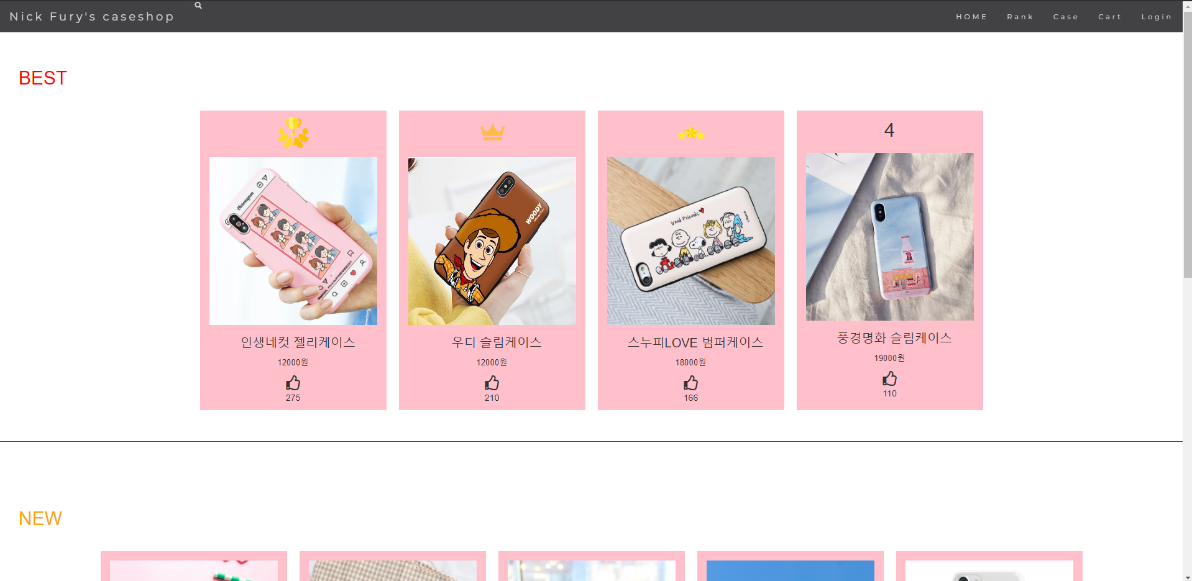 Nick Fury's caseshop
HOME Rank Case Cart Login
BEST
4
WOODY
Good Friends
인생네컷 젤리케이스
우디 슬림케이스
스누피LOVE 범퍼케이스
풍경명화 슬림케이스
12000원
12000원
18000원
19000원
275
210
166
110
NEW